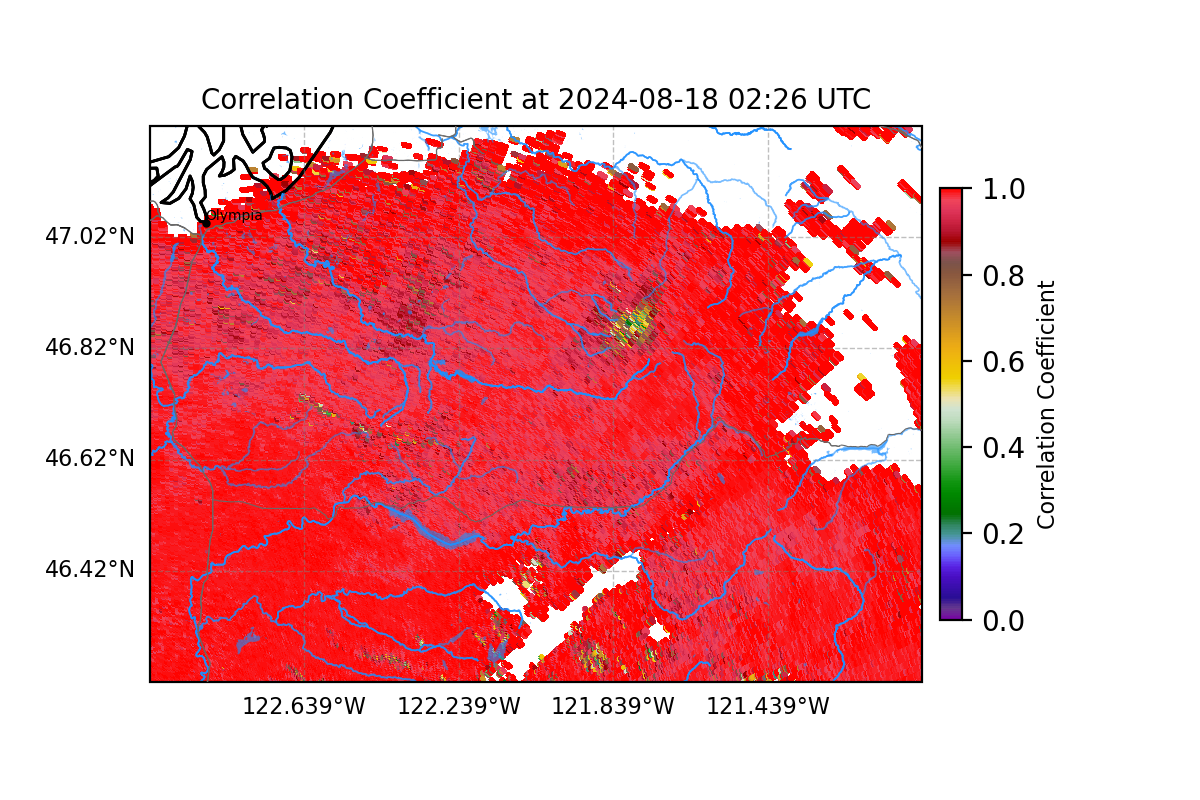 Correlation Coefficient at 2024-08-18 02:26 UTC
Olympia
47.02°N
46.82°N
46.62°N
46.42°N
122.639°W
122.239°W
121.839°W
121.439°W
1.0
0.8
0.6
0.4
0.2
0.0
Correlation Coefficient